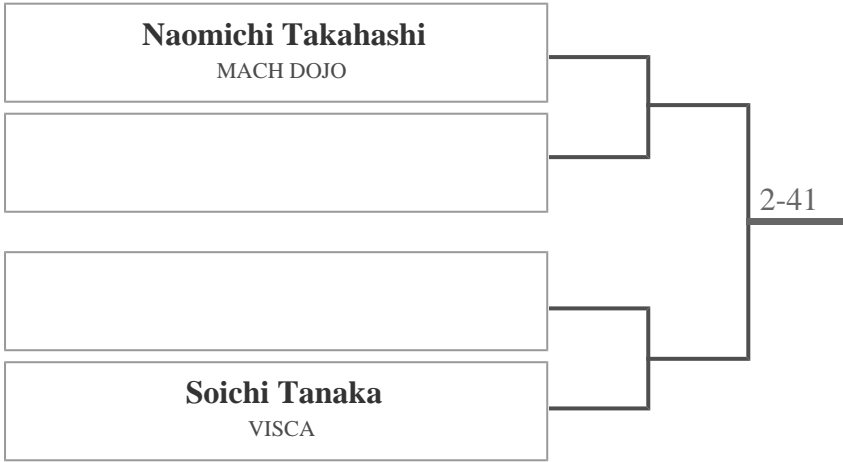 Naomichi Takahashi
MACH DOJO
2-41
Soichi Tanaka
VISCA